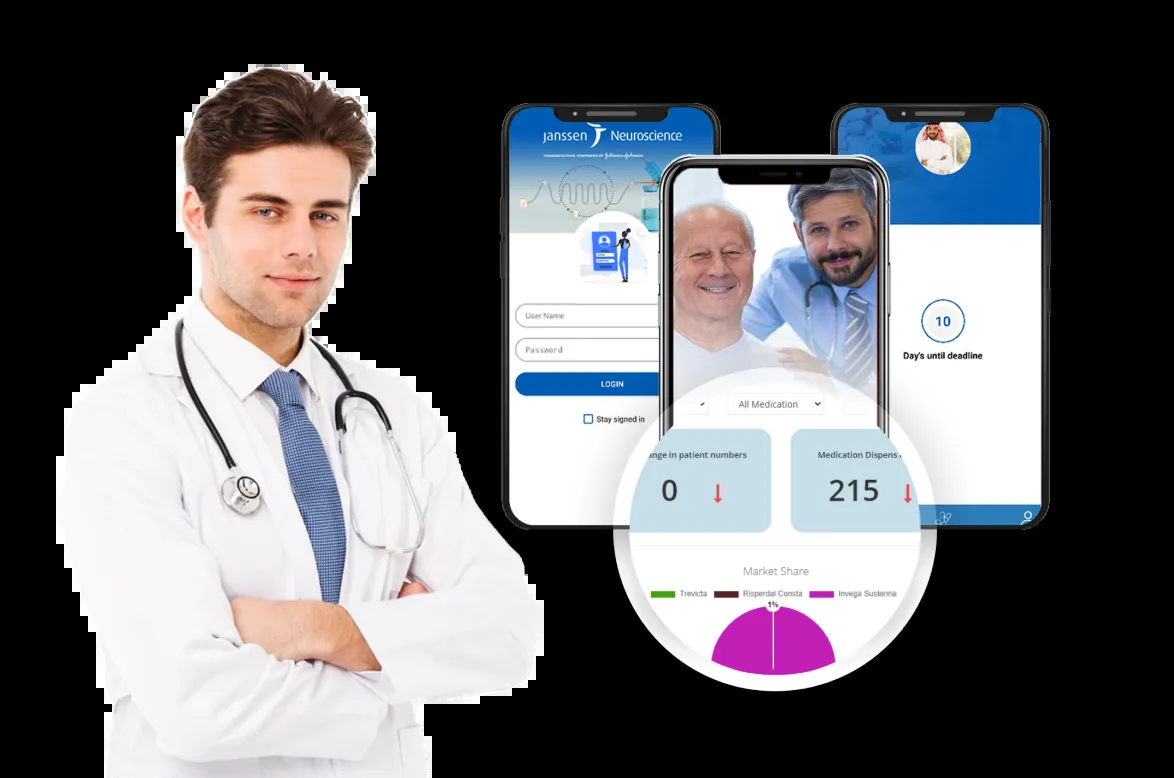 Janssen Neuroscience
PHARMACEUTICAL COMPANIES OF Johnson & Johnson
User Name
Password
LOGIN
Stay signed in
All Medication
nge in patient numbers
0
Medication Dispens
215
Market Share
Trevicta
Risperdal Consta
Invega Sustenna
1%
10
Day's until deadline